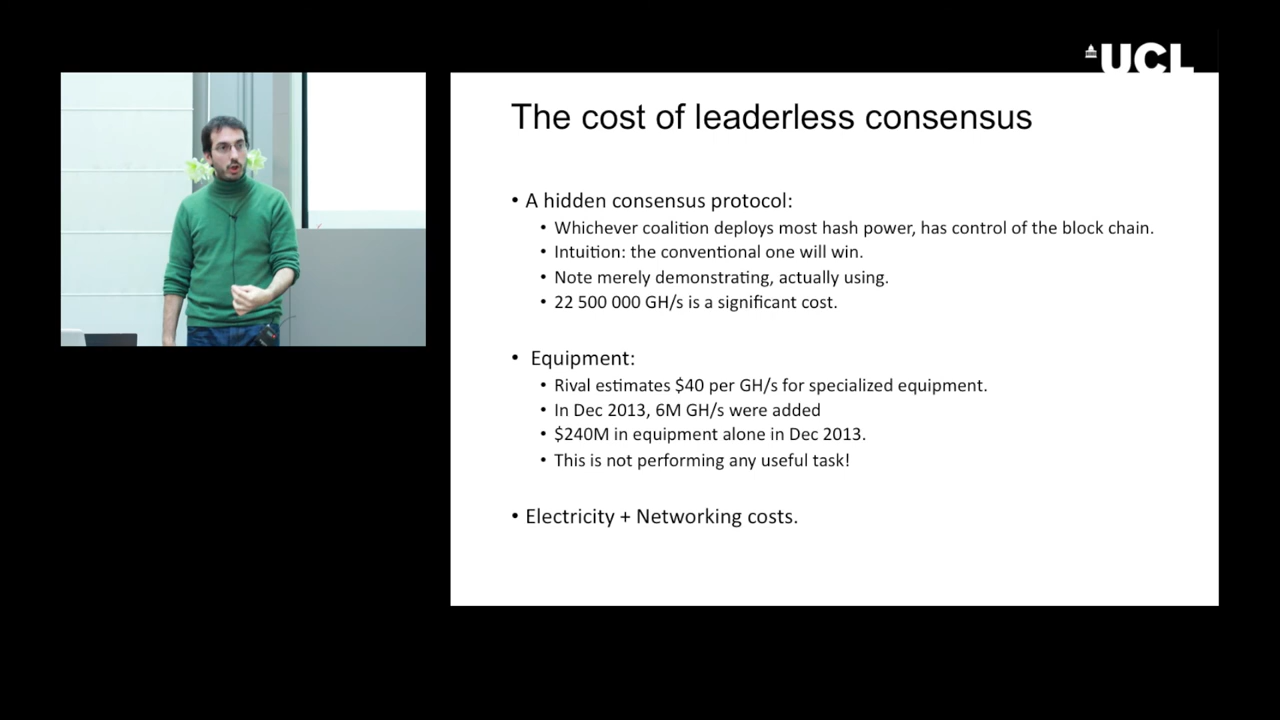 UCL
The cost of leaderless consensus
• A hidden consensus protocol:
• Whichever coalition deploys most hash power, has control of the block chain.
• Intuition: the conventional one will win.
• Note merely demonstrating, actually using.
• 22 500 000 GH/s is a significant cost.
• Equipment:
• Rival estimates $40 per GH/s for specialized equipment.
• In Dec 2013, 6M GH/s were added
• $240M in equipment alone in Dec 2013.
• This is not performing any useful task!
• Electricity + Networking costs.